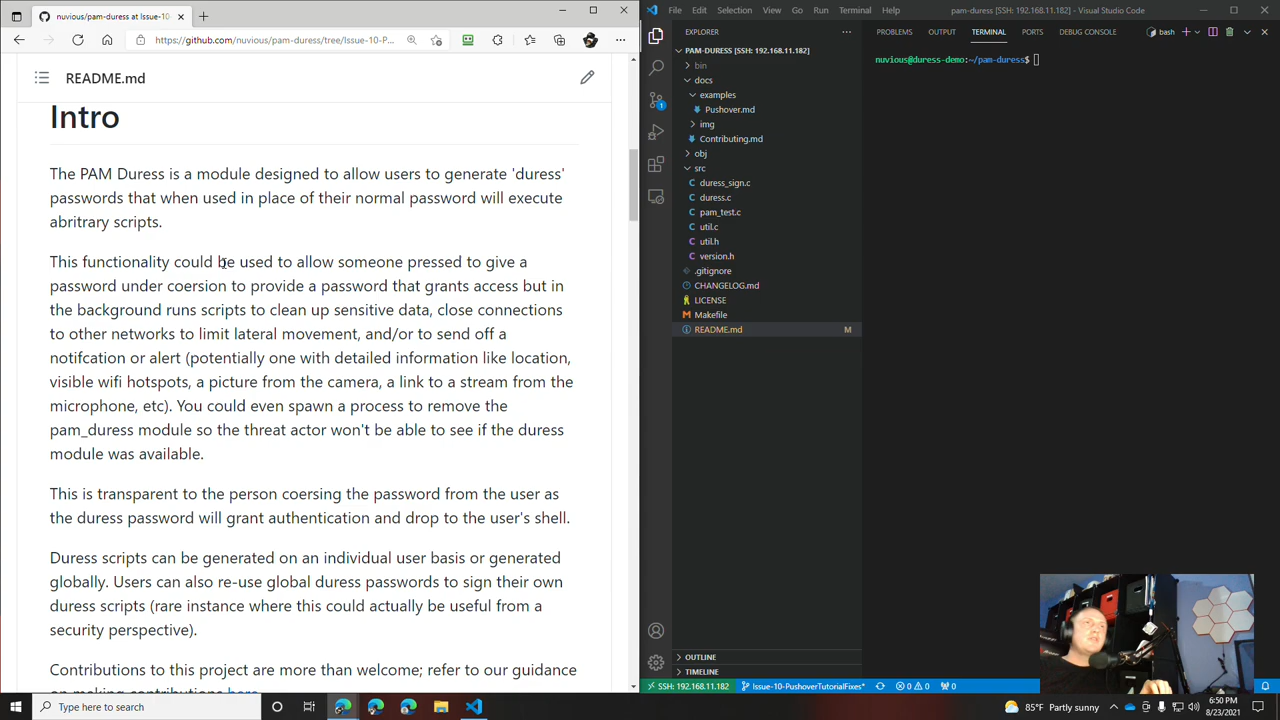 nuvious/pam-duress at Issue-10-
https://github.com/nuvious/pam-duress/tree/Issue-10-P...
README.md
Intro
The PAM Duress is a module designed to allow users to generate 'duress'
passwords that when used in place of their normal password will execute
abritrary scripts.
This functionality could be used to allow someone pressed to give a
password under coersion to provide a password that grants access but in
the background runs scripts to clean up sensitive data, close connections
to other networks to limit lateral movement, and/or to send off a
notifcation or alert (potentially one with detailed information like location,
visible wifi hotspots, a picture from the camera, a link to a stream from the
microphone, etc). You could even spawn a process to remove the
pam_duress module so the threat actor won't be able to see if the duress
module was available.
This is transparent to the person coersing the password from the user as
the duress password will grant authentication and drop to the user's shell.
Duress scripts can be generated on an individual user basis or generated
globally. Users can also re-use global duress passwords to sign their own
duress scripts (rare instance where this could actually be useful from a
security perspective).
Contributions to this project are more than welcome; refer to our guidance
on making contributions here
File Edit Selection View Go Run Terminal Help
pam-duress [SSH: 192.168.11.182] - Visual Studio Code
EXPLORER
PAM-DURESS [SSH: 192.168.11.182]
bin
docs
examples
Pushover.md
img
Contributing.md
obj
src
duress_sign.c
duress.c
pam_test.c
util.c
util.h
version.h
.gitignore
CHANGELOG.md
LICENSE
Makefile
README.md M
OUTLINE
TIMELINE
PROBLEMS OUTPUT TERMINAL PORTS DEBUG CONSOLE
bash
nuvious@duress-demo:~/pam-duress$
1
SSH: 192.168.11.182
Issue-10-PushoverTutorialFixes*
0 0
0
Type here to search
85°F Partly sunny
6:50 PM
8/23/2021